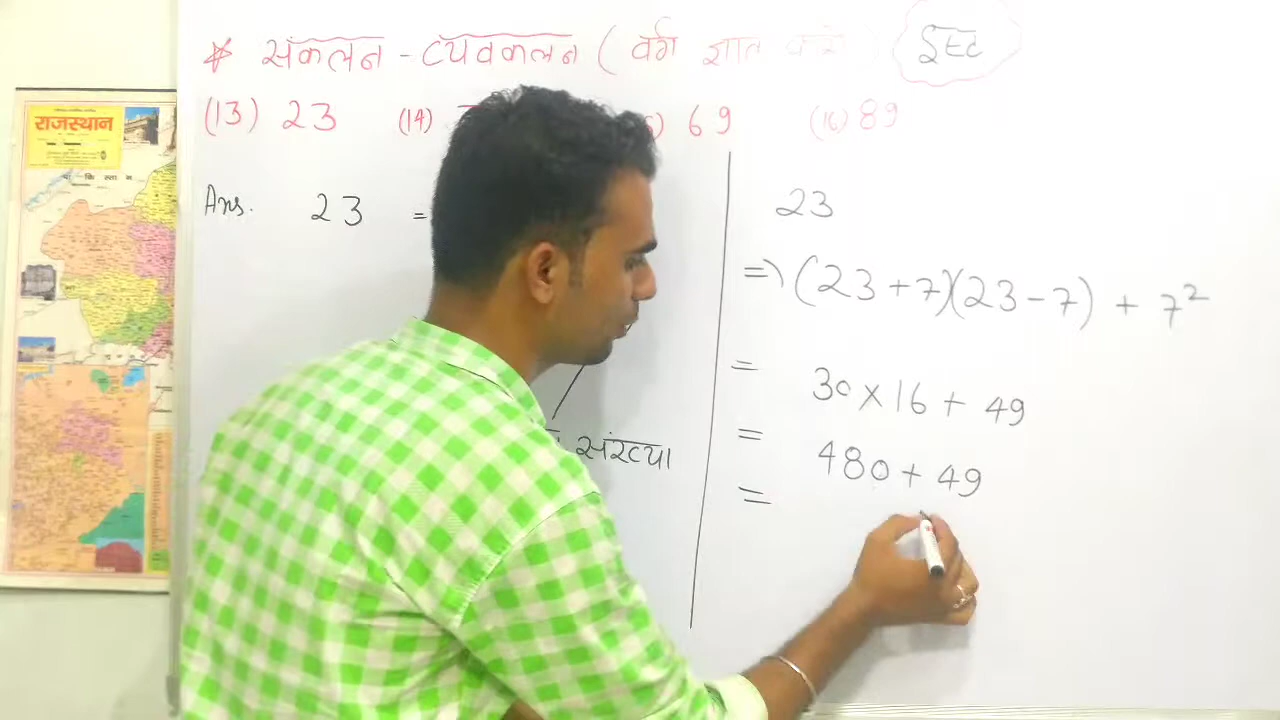 * संकलन - व्यवकलन ( वर्ग ज्ञात करो )
(13) 23 (14) 69 (16) 89
Ans. 23 =
संख्या
23
=> (23+7)(23-7) + 7²
= 30 x 16 + 49
= 480 + 49
=
राजस्थान